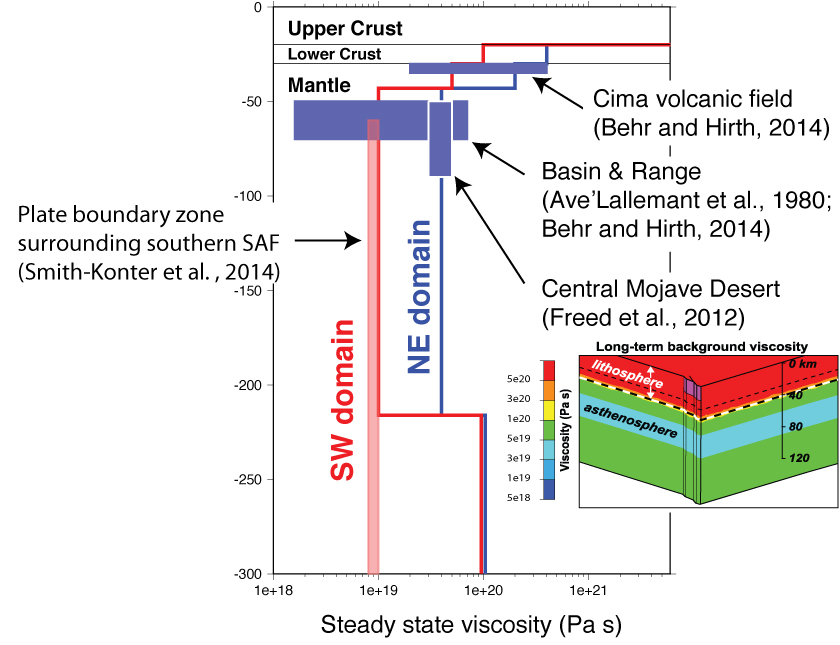 0
Upper Crust
Lower Crust
Mantle
-50
-100
-150
-200
-250
-300
Cima volcanic field
(Behr and Hirth, 2014)
Basin & Range
(Ave'Lallemant et al., 1980;
Behr and Hirth, 2014)
Plate boundary zone
surrounding southern SAF
(Smith-Konter et al. , 2014)
Central Mojave Desert
(Freed et al., 2012)
SW domain
NE domain
Long-term background viscosity
lithosphere
asthenosphere
0 km
40
80
120
5e20
3e20
1e20
5e19
3e19
1e19
5e18
Viscosity (Pa s)
1e+18
1e+19
1e+20
1e+21
Steady state viscosity (Pa s)